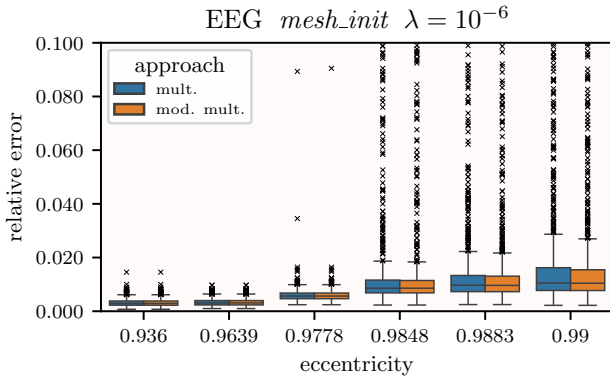 EEG mesh_init λ = 10⁻⁶
approach
mult.
mod. mult.
relative error
0.100
0.080
0.060
0.040
0.020
0.000
0.936 0.9639 0.9778 0.9848 0.9883 0.99
eccentricity